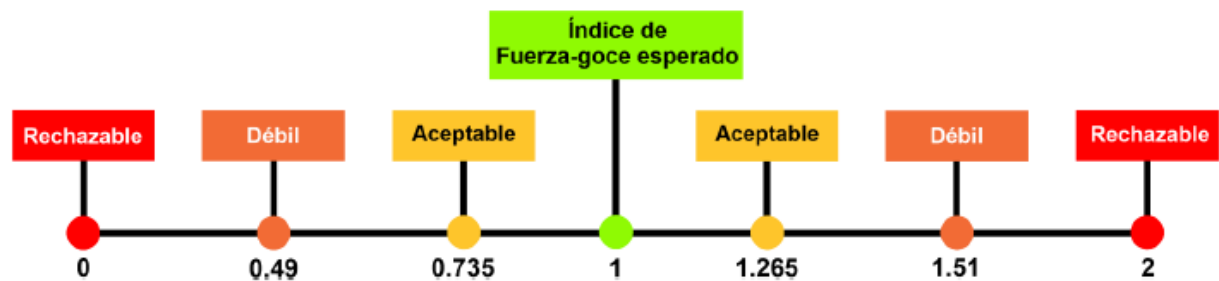 Índice de
Fuerza-goce esperado
Rechazable
Débil
Aceptable
Aceptable
Débil
Rechazable
0
0.49
0.735
1
1.265
1.51
2